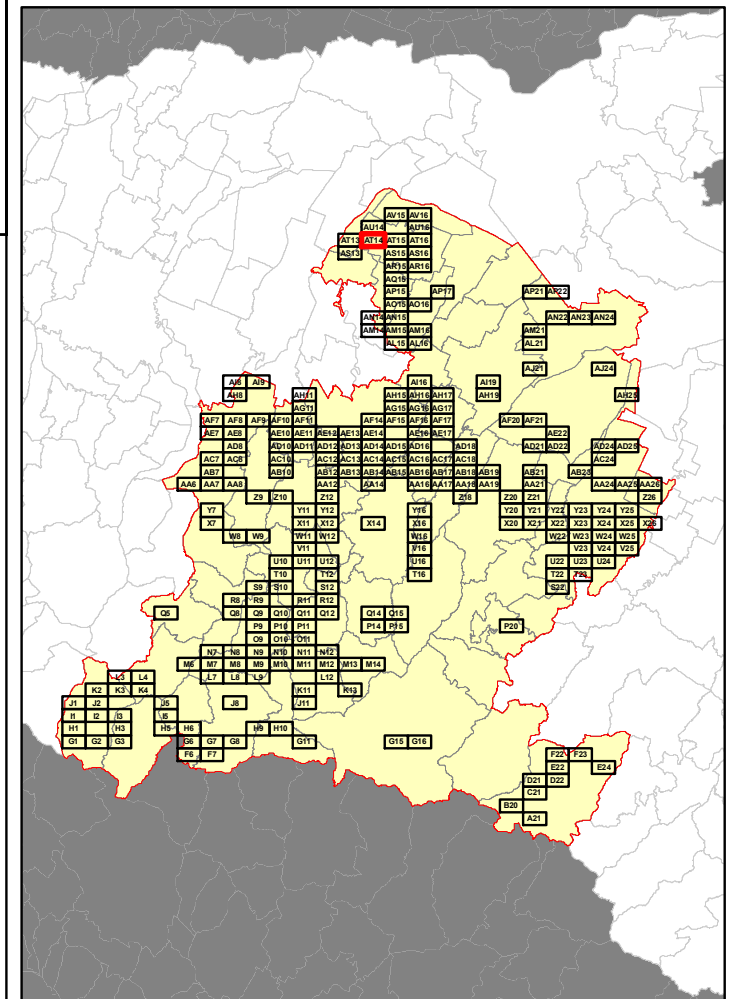 AV15 AV16
AU14 AU16
AT13 AT14 AT15 AT16
AS13 AS15 AS16
AR15 AR16
AQ15
AP15 AP17 AP21 AP22
AO15 AO16
AN14 AN15 AN22 AN23 AN24
AM14 AM15 AM16 AM21
AL15 AL16 AL21
AJ21 AJ24
AI8 AI9 AI16 AI19
AH8 AH11 AH15 AH16 AH17 AH19 AH25
AG11 AG15 AG16 AG17
AF7 AF8 AF9 AF10 AF11 AF14 AF15 AF16 AF17 AF20 AF21
AE7 AE8 AE10 AE11 AE12 AE13 AE14 AE16 AE17 AE22
AD8 AD10 AD11 AD12 AD13 AD14 AD15 AD16 AD18 AD21 AD22 AD24 AD25
AC7 AC8 AC10 AC12 AC13 AC14 AC15 AC16 AC17 AC18 AC24
AB7 AB10 AB12 AB13 AB14 AB15 AB16 AB17 AB18 AB19 AB21 AB23
AA6 AA7 AA8 AA12 AA14 AA16 AA17 AA18 AA19 AA21 AA24 AA25 AA26
Z9 Z10 Z12 Z18 Z20 Z21 Z26
Y7 Y11 Y12 Y16 Y20 Y21 Y22 Y23 Y24 Y25
X7 X11 X12 X14 X16 X20 X21 X22 X23 X24 X25 X26
W8 W9 W11 W12 W16 W22 W23 W24 W25
V11 V16 V23 V24 V25
U10 U11 U12 U16 U22 U23 U24
T10 T12 T16 T22 T23
S9 S10 S12 S22
R8 R9 R11 R12
Q5 Q8 Q9 Q10 Q11 Q12 Q14 Q15
P9 P10 P11 P14 P15 P20
O9 O10 O11
N7 N8 N9 N10 N11 N12
M6 M7 M8 M9 M10 M11 M12 M13 M14
L3 L4 L7 L8 L9 L12
K2 K3 K4 K11 K13
J1 J2 J5 J8 J11
I1 I2 I3 I5
H1 H3 H5 H6 H9 H10
G1 G2 G3 G6 G7 G8 G11 G15 G16
F6 F7 F22 F23
E22 E24
D21 D22
C21
B20
A21